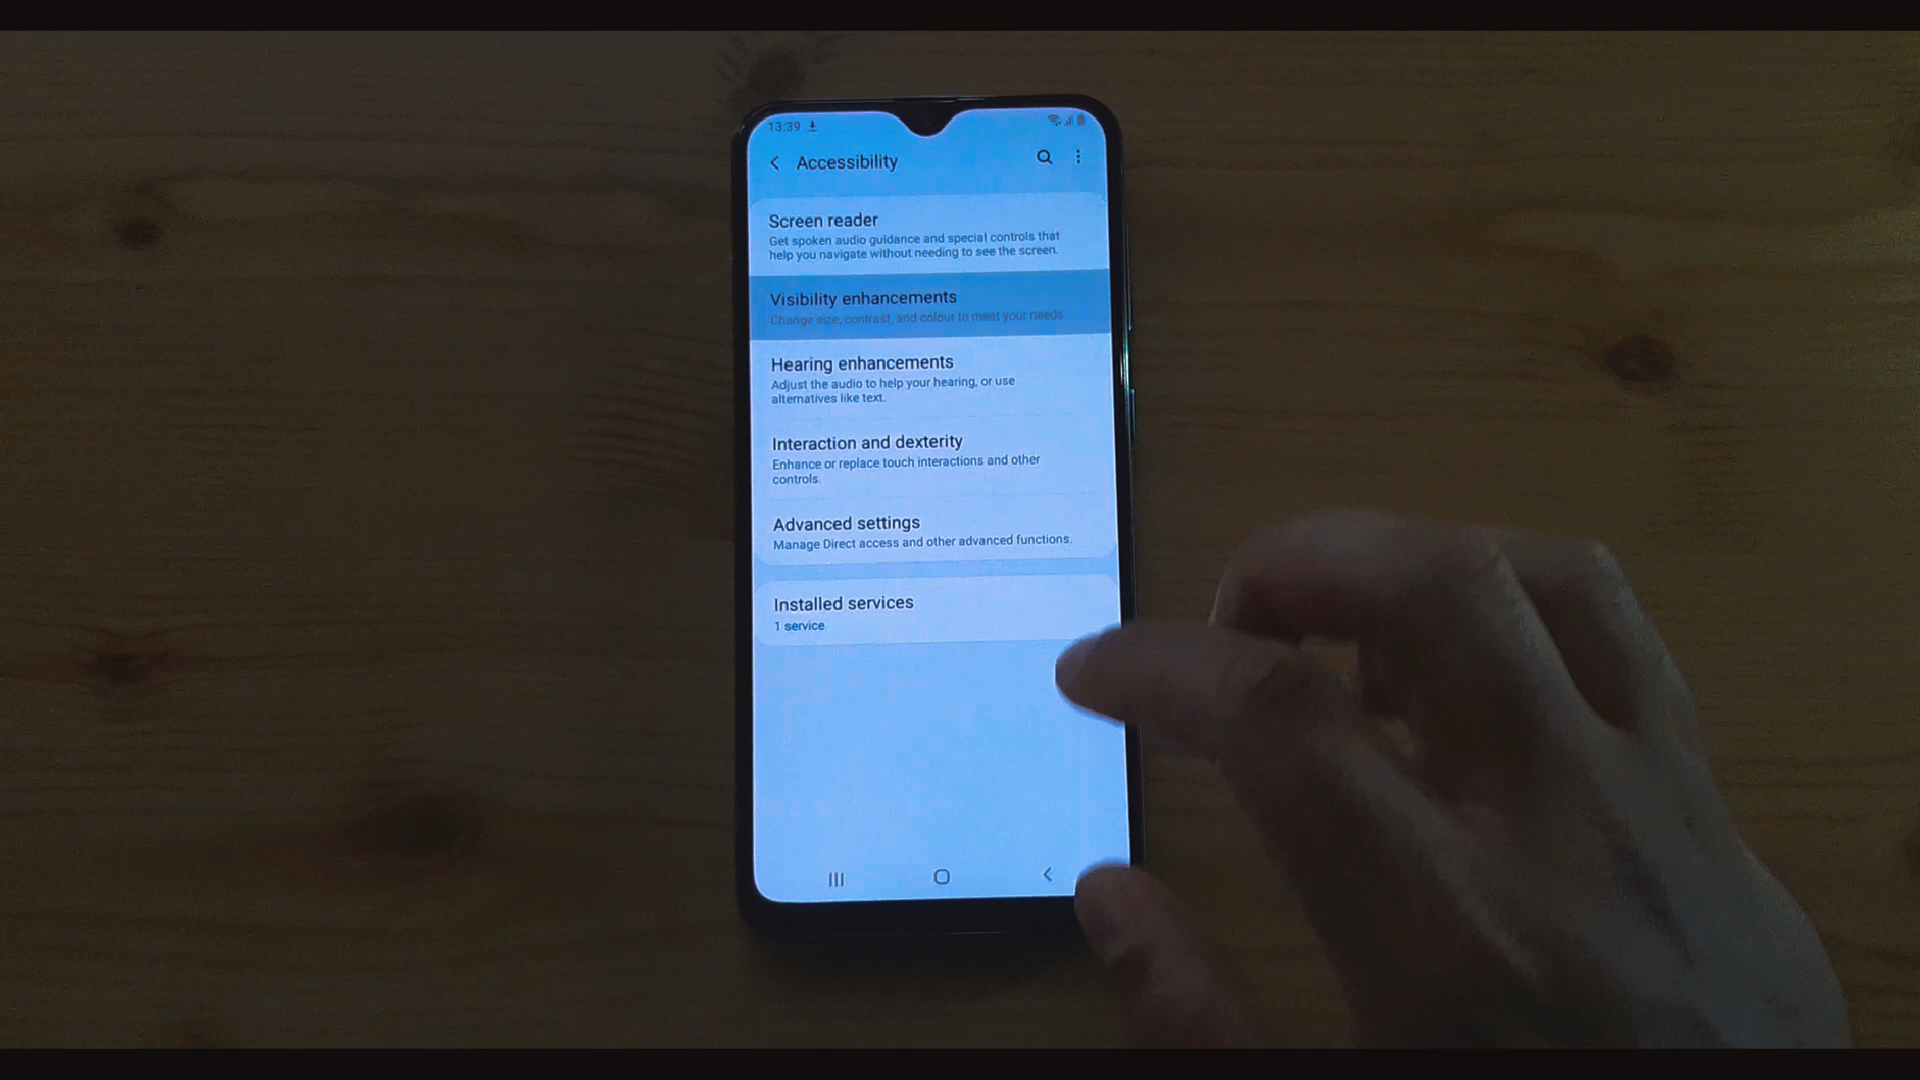 13:39
Accessibility
Screen reader
Get spoken audio guidance and special controls that
help you navigate without needing to see the screen.
Visibility enhancements
Change size, contrast, and colour to meet your needs.
Hearing enhancements
Adjust the audio to help your hearing, or use
alternatives like text.
Interaction and dexterity
Enhance or replace touch interactions and other
controls.
Advanced settings
Manage Direct access and other advanced functions.
Installed services
1 service